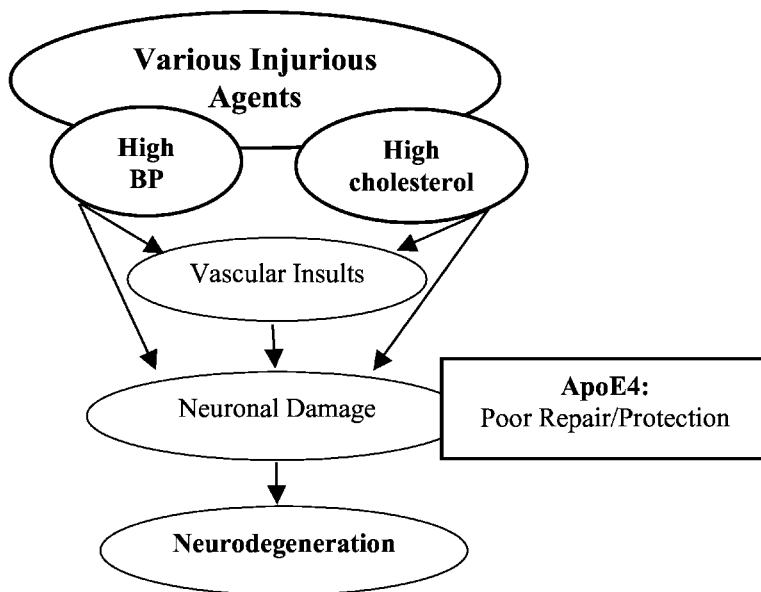 Various Injurious
Agents
High
BP
High
cholesterol
Vascular Insults
Neuronal Damage
ApoE4:
Poor Repair/Protection
Neurodegeneration